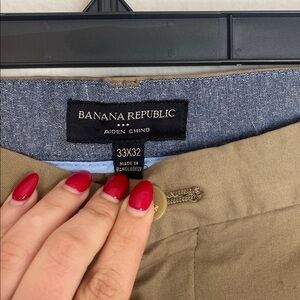 BANANA REPUBLIC
AIDEN CHINO
33X32
MADE IN
BANGLADESH